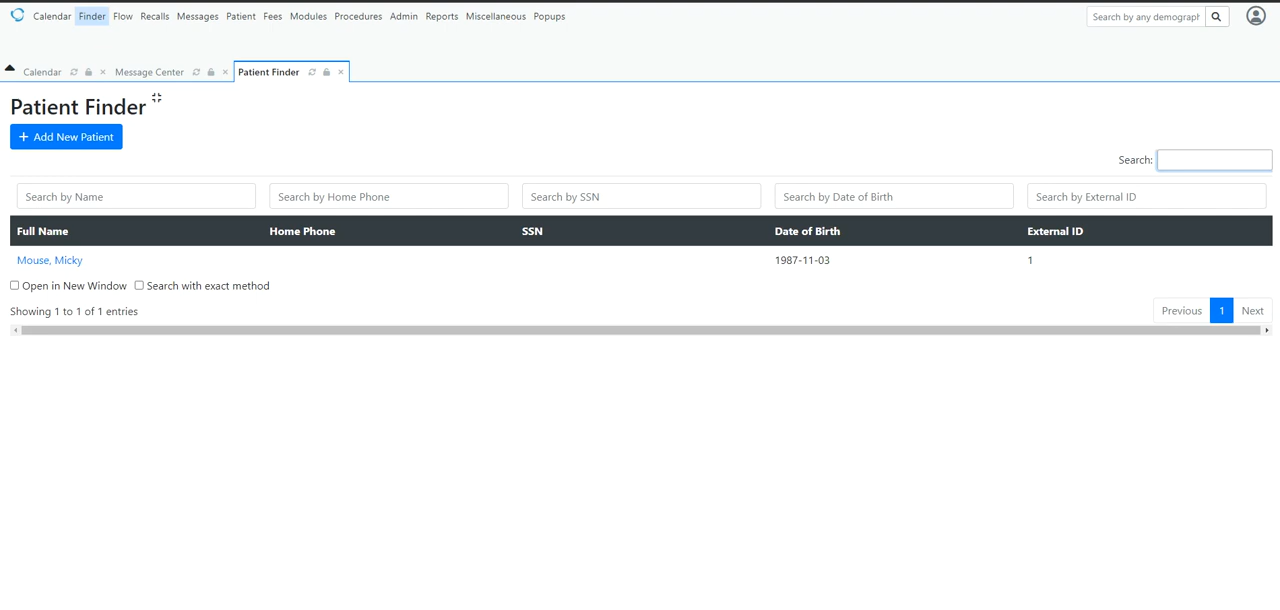 Calendar Finder Flow Recalls Messages Patient Fees Modules Procedures Admin Reports Miscellaneous Popups Search by any demograph
Calendar Message Center Patient Finder
Patient Finder
+ Add New Patient
Search:
Search by Name Search by Home Phone Search by SSN Search by Date of Birth Search by External ID
Full Name Home Phone SSN Date of Birth External ID
Mouse, Micky 1987-11-03 1
Open in New Window Search with exact method
Showing 1 to 1 of 1 entries Previous 1 Next